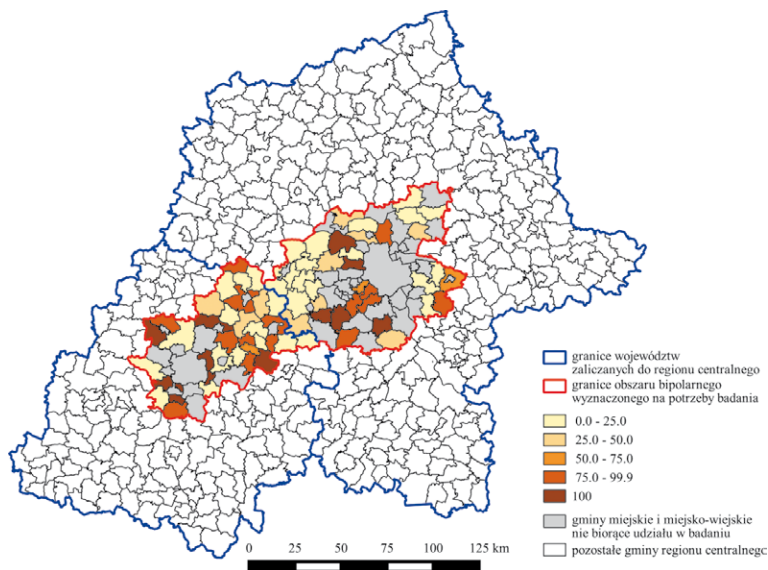 granice województw
zaliczanych do regionu centralnego
granice obszaru bipolarnego
wyznaczonego na potrzeby badania
0.0 - 25.0
25.0 - 50.0
50.0 - 75.0
75.0 - 99.9
100
gminy miejskie i miejsko-wiejskie
nie biorące udziału w badaniu
pozostałe gminy regionu centralnego
0 25 50 75 100 125 km